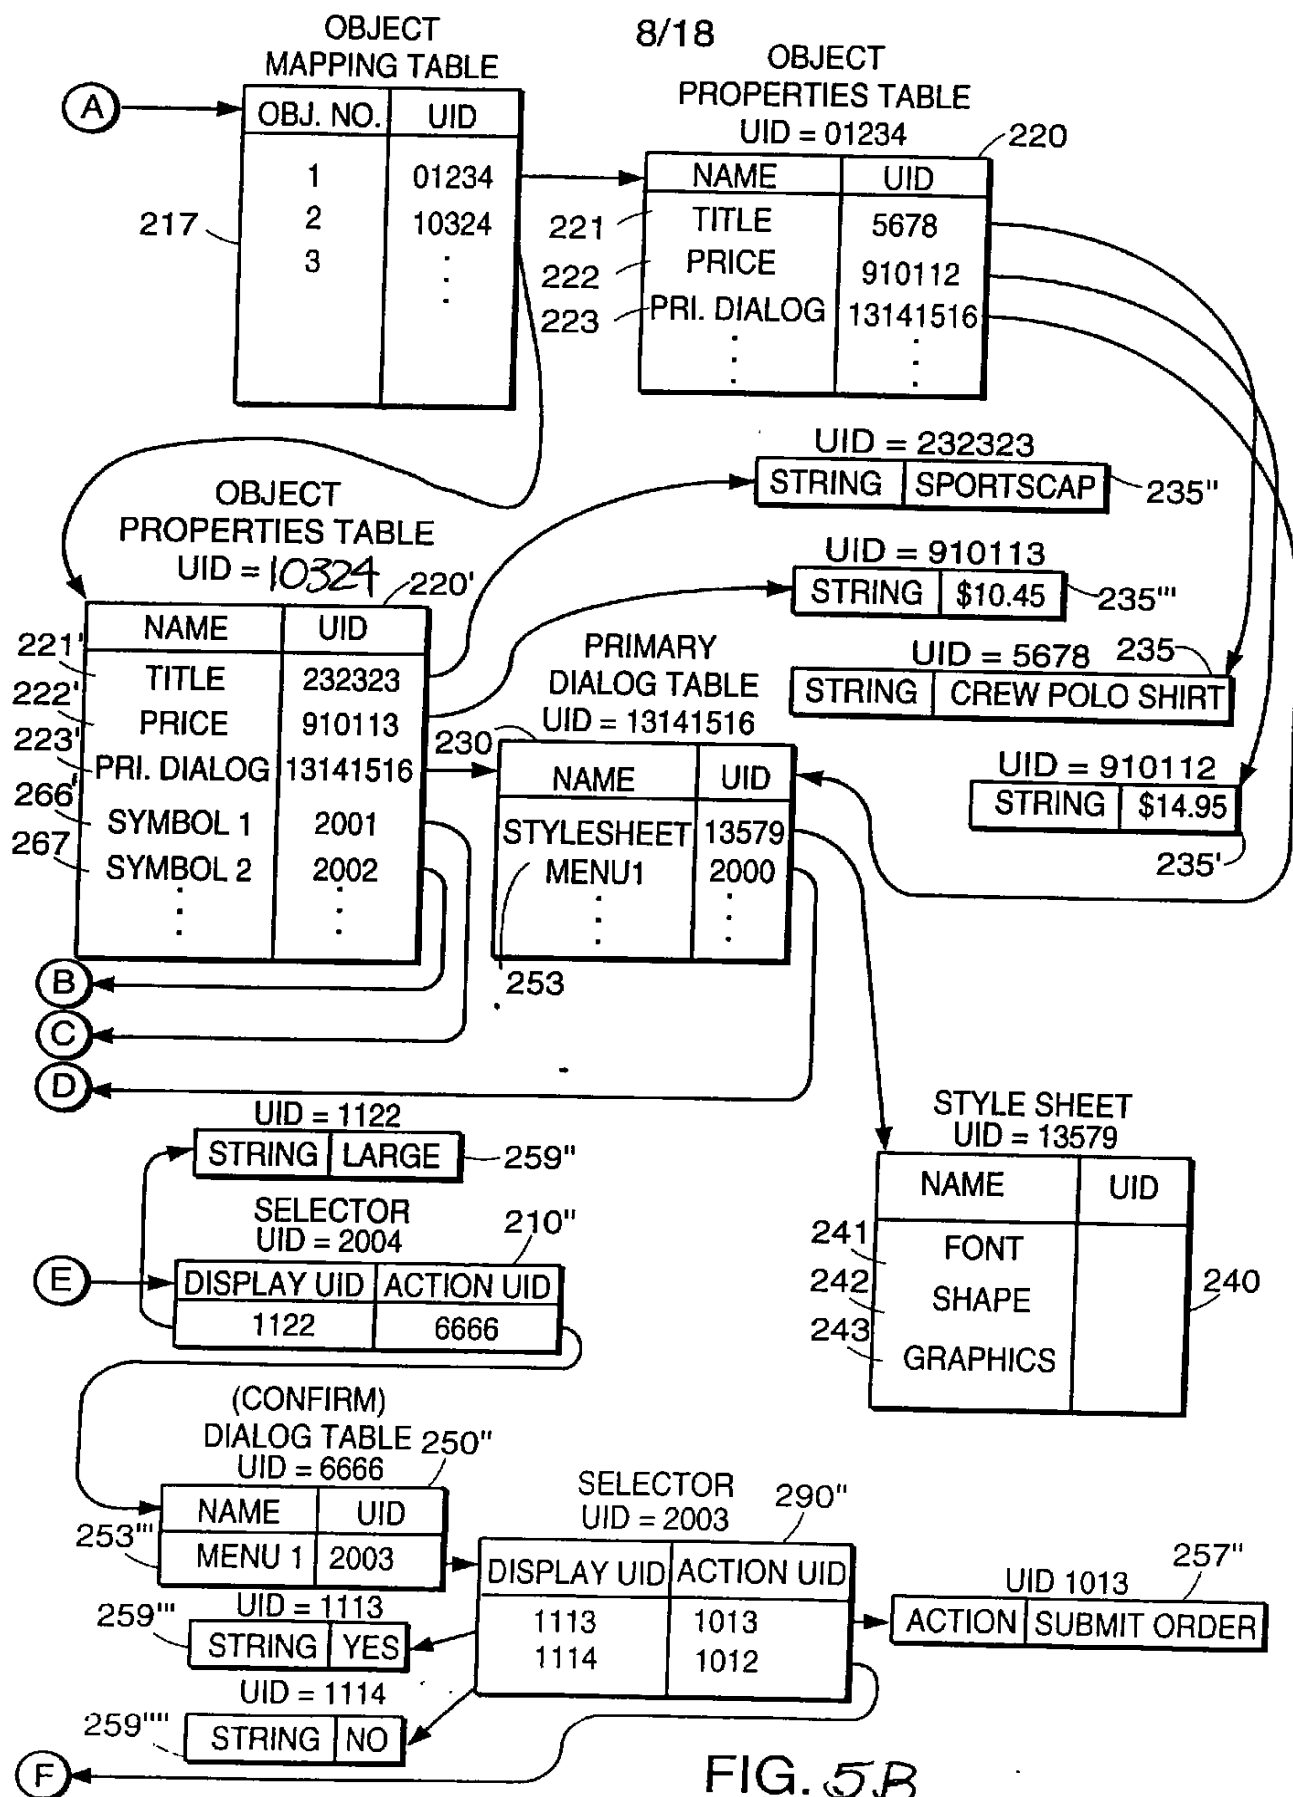 8/18
OBJECT
MAPPING TABLE
A
OBJ. NO. UID
1 01234
2 10324
3
217
OBJECT
PROPERTIES TABLE
UID = 01234
220
NAME UID
221 TITLE 5678
222 PRICE 910112
223 PRI. DIALOG 13141516
UID = 232323
STRING SPORTSCAP
235"
UID = 910113
STRING $10.45
235'''
UID = 5678 235
STRING CREW POLO SHIRT
UID = 910112
STRING $14.95
235'
OBJECT
PROPERTIES TABLE
UID = 10324
220'
NAME UID
221' TITLE 232323
222' PRICE 910113
223' PRI. DIALOG 13141516
266' SYMBOL 1 2001
267 SYMBOL 2 2002
PRIMARY
DIALOG TABLE
UID = 13141516
230
NAME UID
STYLESHEET 13579
MENU1 2000
253
B
C
D
UID = 1122
STRING LARGE
259"
SELECTOR
UID = 2004
210"
E
DISPLAY UID ACTION UID
1122 6666
STYLE SHEET
UID = 13579
NAME UID
241 FONT
242 SHAPE
243 GRAPHICS
240
(CONFIRM)
DIALOG TABLE
UID = 6666
250"
NAME UID
253''' MENU 1 2003
SELECTOR
UID = 2003
290"
DISPLAY UID ACTION UID
1113 1013
1114 1012
UID 1013
257"
ACTION SUBMIT ORDER
UID = 1113
259''' STRING YES
UID = 1114
259'''' STRING NO
F
FIG. 5B